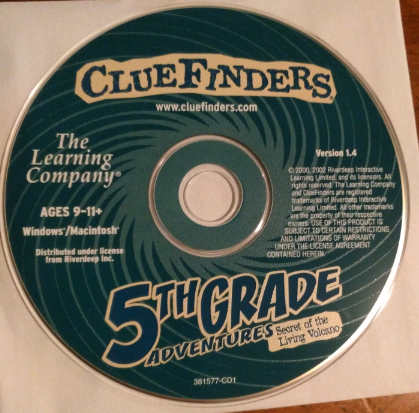 CLUEFINDERS®
www.cluefinders.com
The
Learning
Company®
AGES 9-11+
Windows®/Macintosh®
Distributed under license
from Riverdeep Inc.
Version 1.4
© 2000, 2002 Riverdeep Interactive
Learning Limited, and its licensors. All
rights reserved. The Learning Company
and ClueFinders are registered
trademarks of Riverdeep Interactive
Learning Limited. All other trademarks
are the property of their respective
owners. USE OF THIS PRODUCT IS
SUBJECT TO CERTAIN RESTRICTIONS
AND LIMITATIONS OF WARRANTY
UNDER THE LICENSE AGREEMENT
CONTAINED HEREIN.
5TH GRADE
ADVENTURES
Secret of the
Living Volcano
381577-CD1